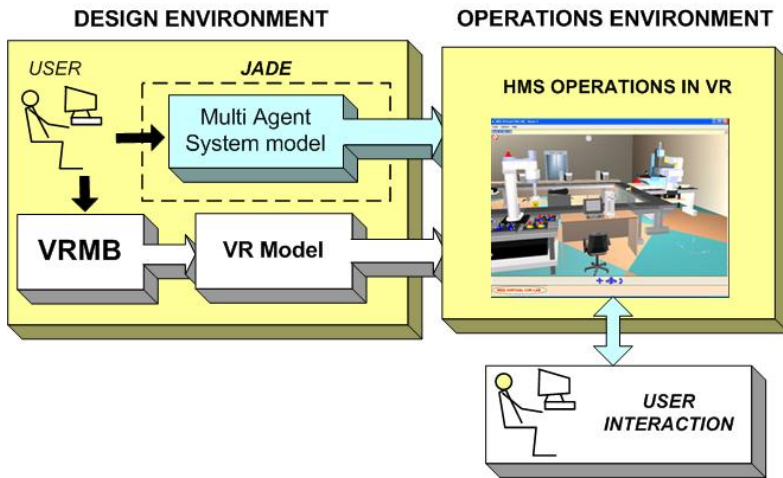 DESIGN ENVIRONMENT
OPERATIONS ENVIRONMENT
USER
JADE
Multi Agent
System model
VRMB
VR Model
HMS OPERATIONS IN VR
USER
INTERACTION